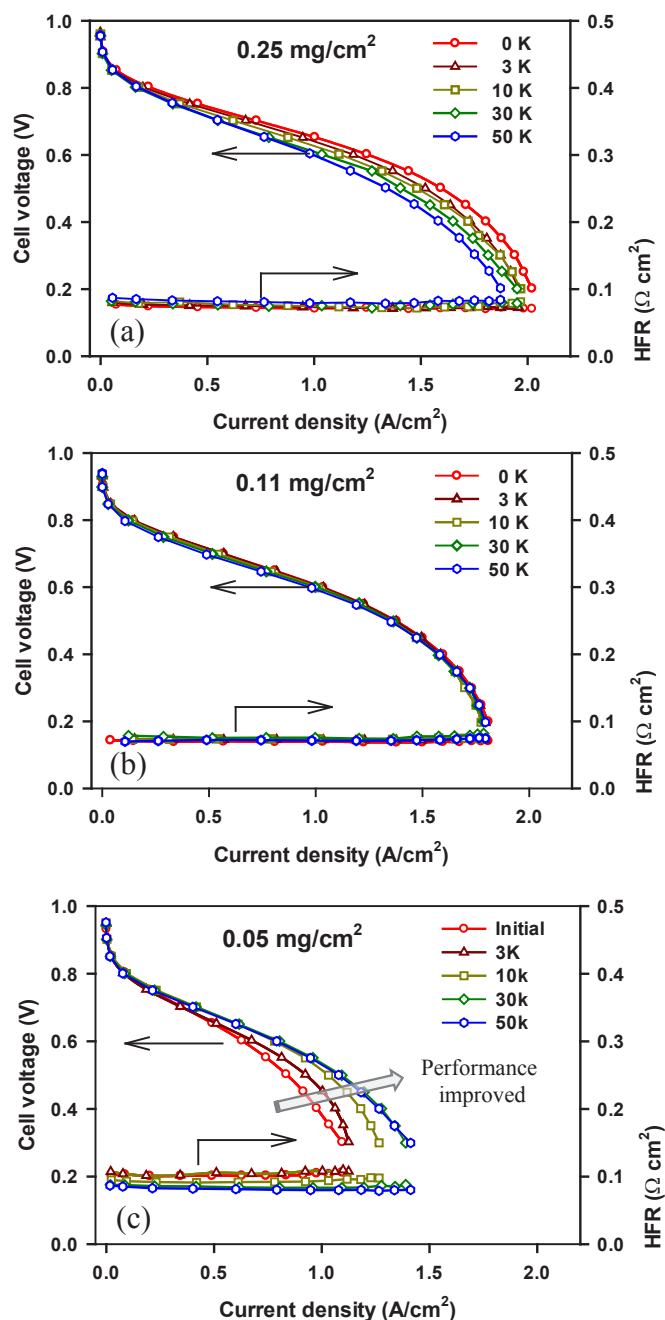 0.25 mg/cm²
0 K
3 K
10 K
30 K
50 K
1.0
0.8
0.6
0.4
0.2
0.0
Cell voltage (V)
0.5
0.4
0.3
0.2
0.1
0.0
HFR (Ω cm²)
(a)
0.0 0.5 1.0 1.5 2.0
Current density (A/cm²)
0.11 mg/cm²
0 K
3 K
10 K
30 K
50 K
1.0
0.8
0.6
0.4
0.2
0.0
Cell voltage (V)
0.5
0.4
0.3
0.2
0.1
0.0
HFR (Ω cm²)
(b)
0.0 0.5 1.0 1.5 2.0
Current density (A/cm²)
0.05 mg/cm²
Initial
3K
10k
30k
50k
1.0
0.8
0.6
0.4
0.2
0.0
Cell voltage (V)
Performance
improved
0.5
0.4
0.3
0.2
0.1
0.0
HFR (Ω cm²)
(c)
0.0 0.5 1.0 1.5 2.0
Current density (A/cm²)